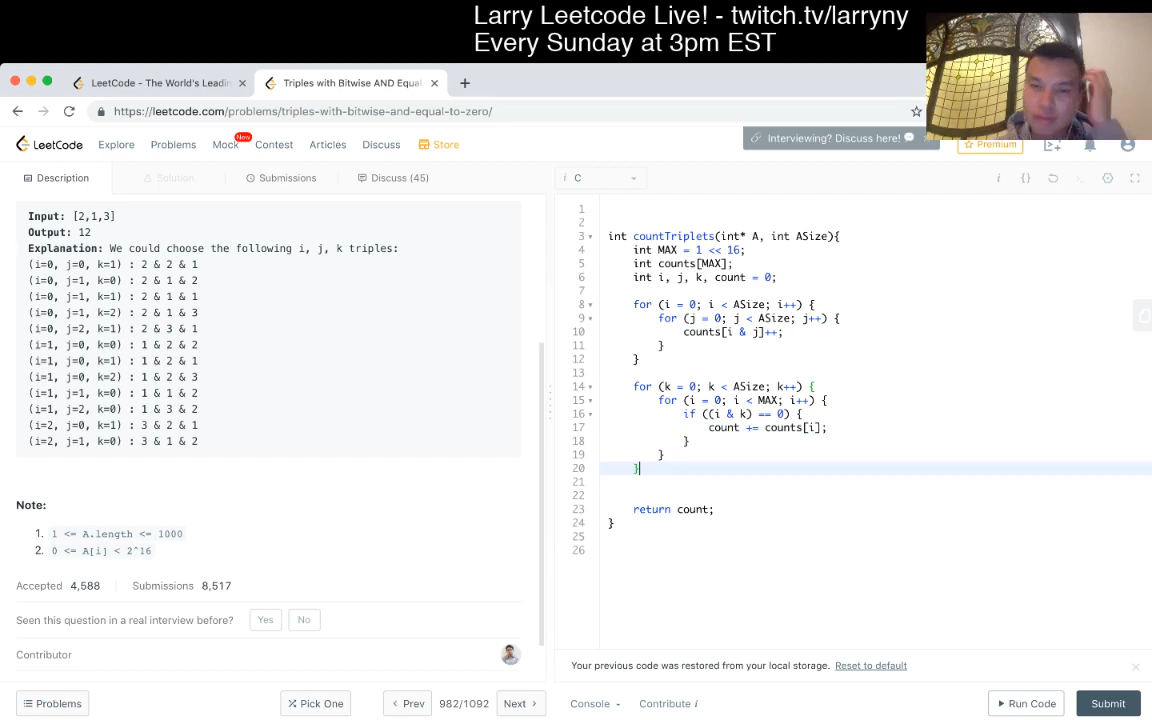 Larry Leetcode Live! - twitch.tv/larryny
Every Sunday at 3pm EST
LeetCode - The World's Leadin
Triples with Bitwise AND Equal
https://leetcode.com/problems/triples-with-bitwise-and-equal-to-zero/
LeetCode
Explore
Problems
Mock
New
Contest
Articles
Discuss
Store
Interviewing? Discuss here!
Premium
Description
Solution
Submissions
Discuss (45)
i C
Input: [2,1,3]
Output: 12
Explanation: We could choose the following i, j, k triples:
(i=0, j=0, k=1) : 2 & 2 & 1
(i=0, j=1, k=0) : 2 & 1 & 2
(i=0, j=1, k=1) : 2 & 1 & 1
(i=0, j=1, k=2) : 2 & 1 & 3
(i=0, j=2, k=1) : 2 & 3 & 1
(i=1, j=0, k=0) : 1 & 2 & 2
(i=1, j=0, k=1) : 1 & 2 & 1
(i=1, j=0, k=2) : 1 & 2 & 3
(i=1, j=1, k=0) : 1 & 1 & 2
(i=1, j=2, k=0) : 1 & 3 & 2
(i=2, j=0, k=1) : 3 & 2 & 1
(i=2, j=1, k=0) : 3 & 1 & 2
Note:
1. 1 <= A.length <= 1000
2. 0 <= A[i] < 2^16
Accepted 4,588
Submissions 8,517
Seen this question in a real interview before?
Yes
No
Contributor
1
2
3 int countTriplets(int* A, int ASize){
4 int MAX = 1 << 16;
5 int counts[MAX];
6 int i, j, k, count = 0;
7
8 for (i = 0; i < ASize; i++) {
9 for (j = 0; j < ASize; j++) {
10 counts[i & j]++;
11 }
12 }
13
14 for (k = 0; k < ASize; k++) {
15 for (i = 0; i < MAX; i++) {
16 if ((i & k) == 0) {
17 count += counts[i];
18 }
19 }
20 }
21
22
23 return count;
24 }
25
26
Your previous code was restored from your local storage. Reset to default
Problems
Pick One
Prev
982/1092
Next
Console
Contribute i
Run Code
Submit